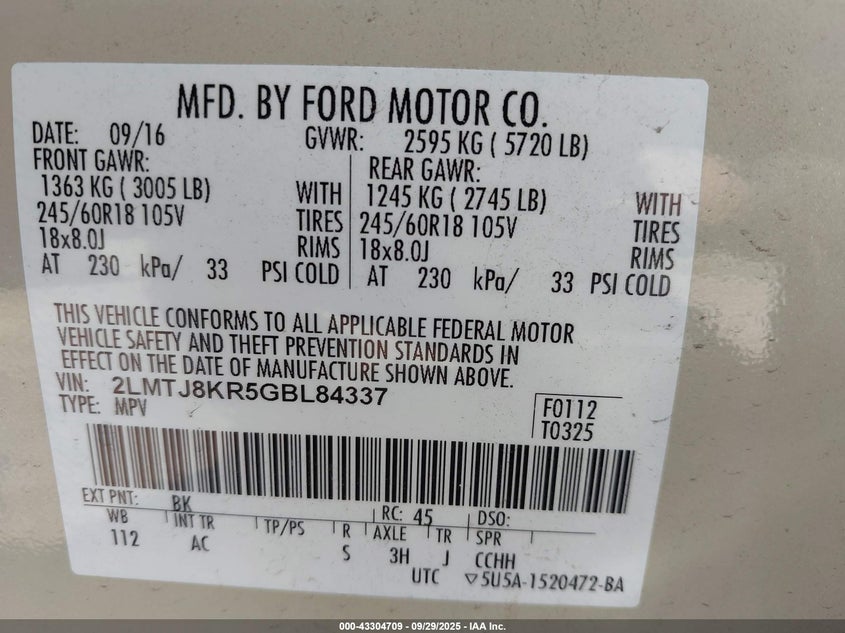 MFD. BY FORD MOTOR CO.
DATE: 09/16 GVWR: 2595 KG ( 5720 LB)
FRONT GAWR: REAR GAWR:
1363 KG ( 3005 LB) WITH 1245 KG ( 2745 LB) WITH
245/60R18 105V TIRES 245/60R18 105V TIRES
18x8.0J RIMS 18x8.0J RIMS
AT 230 kPa/ 33 PSI COLD AT 230 kPa/ 33 PSI COLD
THIS VEHICLE CONFORMS TO ALL APPLICABLE FEDERAL MOTOR
VEHICLE SAFETY AND THEFT PREVENTION STANDARDS IN
EFFECT ON THE DATE OF MANUFACTURE SHOWN ABOVE.
VIN: 2LMTJ8KR5GBL84337
TYPE: MPV F0112
T0325
EXT PNT: BK RC: 45 DSO:
WB INT TR TP/PS R AXLE TR SPR
112 AC S 3H J CCHH
UTC ▽5U5A-1520472-BA
000-43304709 - 09/29/2025 - IAA Inc.